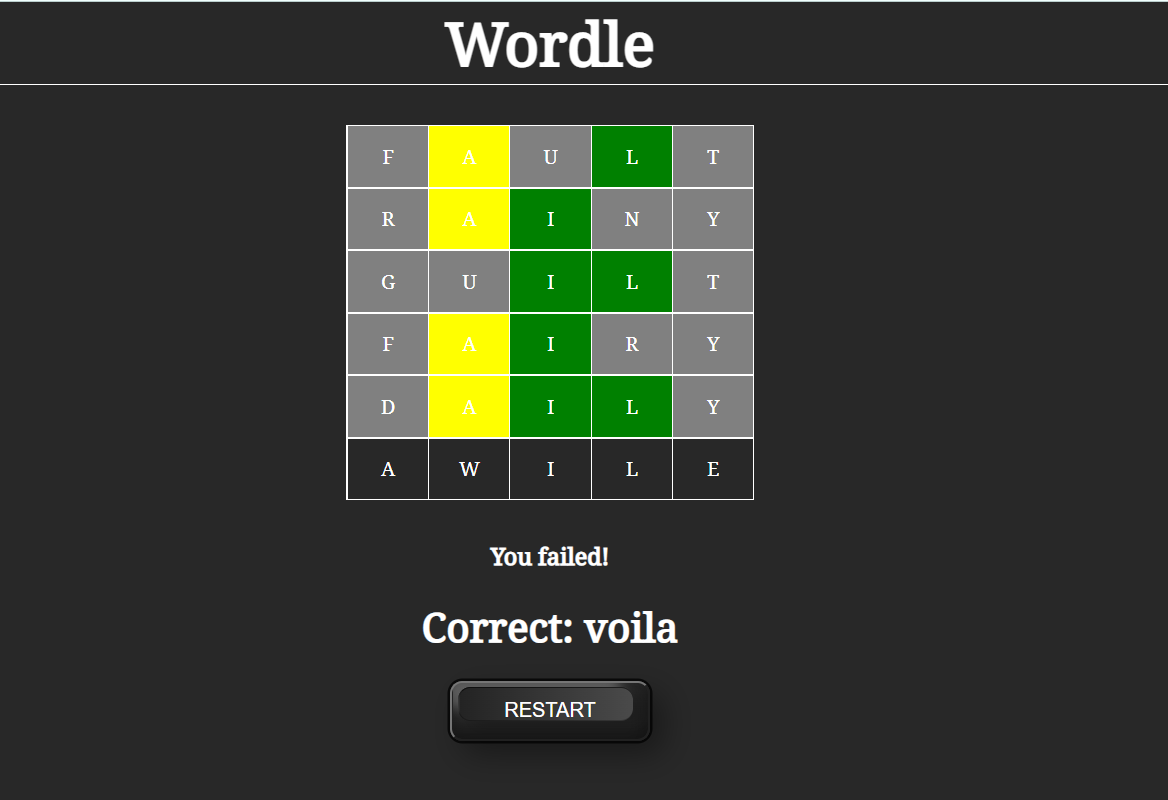 Wordle
F A U L T
R A I N Y
G U I L T
F A I R Y
D A I L Y
A W I L E
You failed!
Correct: voila
RESTART